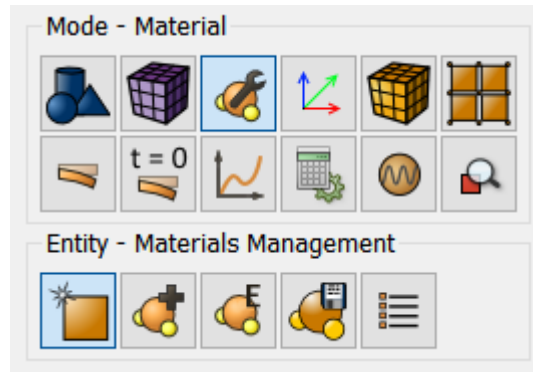 Mode - Material
t = 0
Entity - Materials Management
E